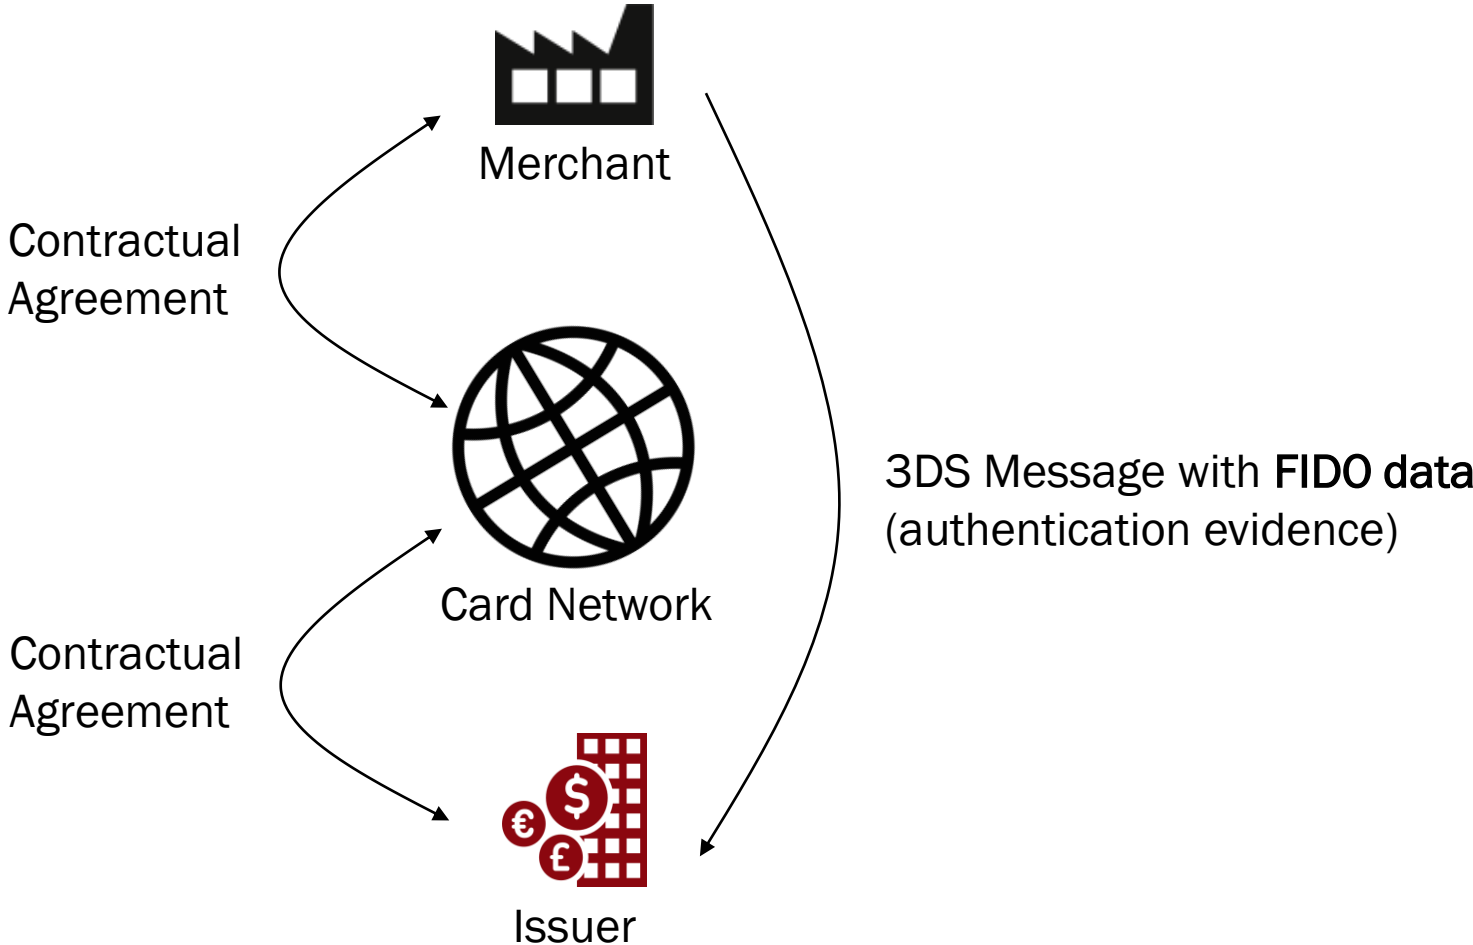 Merchant
Contractual
Agreement
3DS Message with FIDO data
(authentication evidence)
Card Network
Contractual
Agreement
$
€
£
Issuer